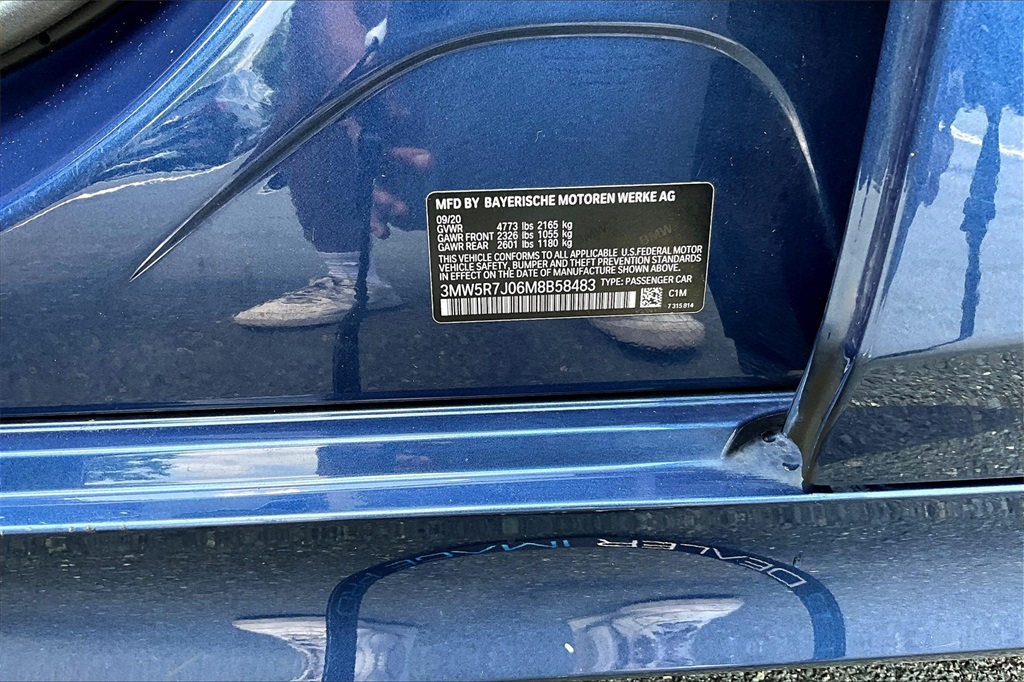 MFD BY BAYERISCHE MOTOREN WERKE AG
09/20
GVWR 4773 lbs 2165 kg
GAWR FRONT 2326 lbs 1055 kg
GAWR REAR 2601 lbs 1180 kg
THIS VEHICLE CONFORMS TO ALL APPLICABLE U.S.FEDERAL MOTOR
VEHICLE SAFETY, BUMPER AND THEFT PREVENTION STANDARDS
IN EFFECT ON THE DATE OF MANUFACTURE SHOWN ABOVE.
3MW5R7J06M8B58483 TYPE: PASSENGER CAR
C1M
7 315 814
DEALER IMAGE